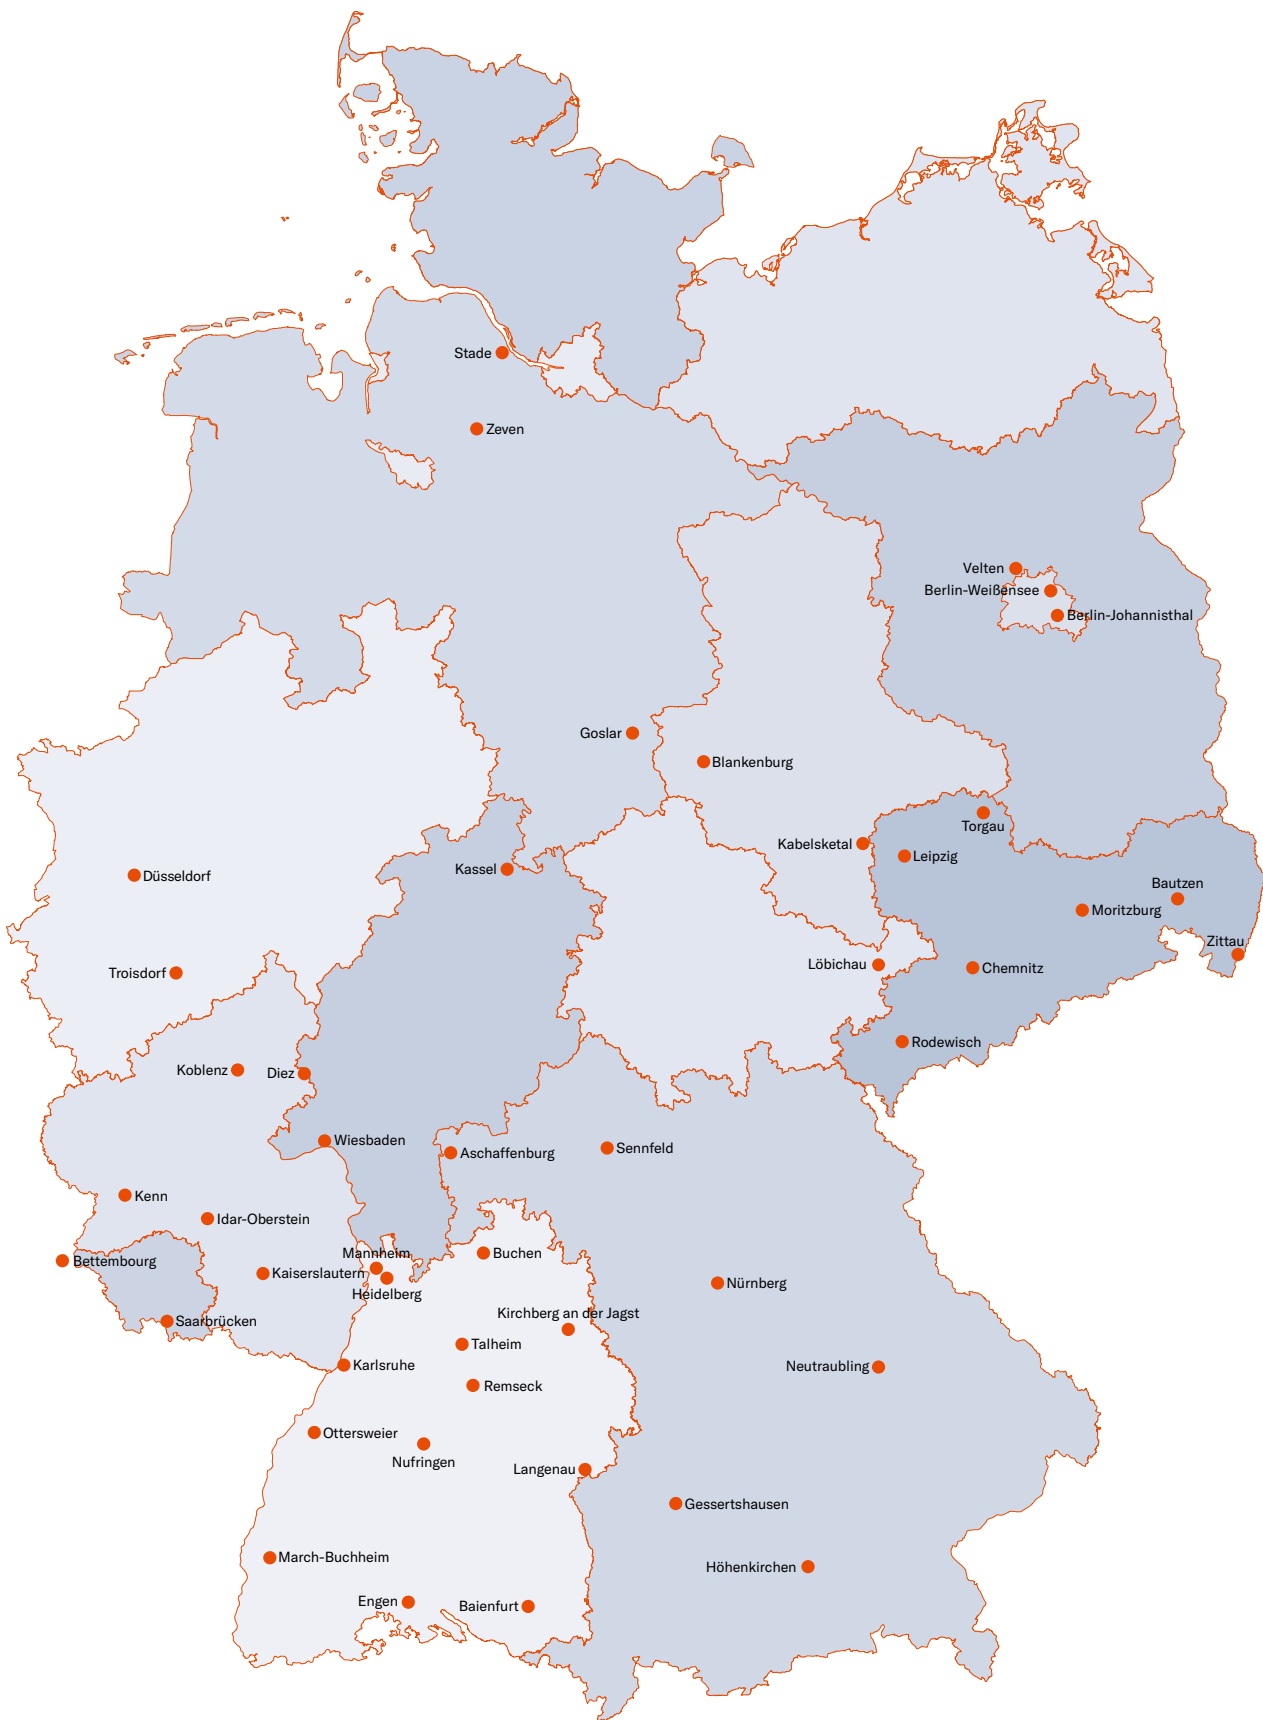 Stade
Zeven
Velten
Berlin-Weißensee
Berlin-Johannisthal
Goslar
Blankenburg
Torgau
Kabelsketal
Leipzig
Kassel
Düsseldorf
Bautzen
Moritzburg
Zittau
Troisdorf
Löbichau
Chemnitz
Rodewisch
Koblenz
Diez
Wiesbaden
Aschaffenburg
Sennfeld
Kenn
Idar-Oberstein
Mannheim
Buchen
Bettembourg
Kaiserslautern
Heidelberg
Nürnberg
Kirchberg an der Jagst
Saarbrücken
Talheim
Karlsruhe
Neutraubling
Remseck
Ottersweier
Nufringen
Langenau
Gessertshausen
March-Buchheim
Höhenkirchen
Engen
Baienfurt